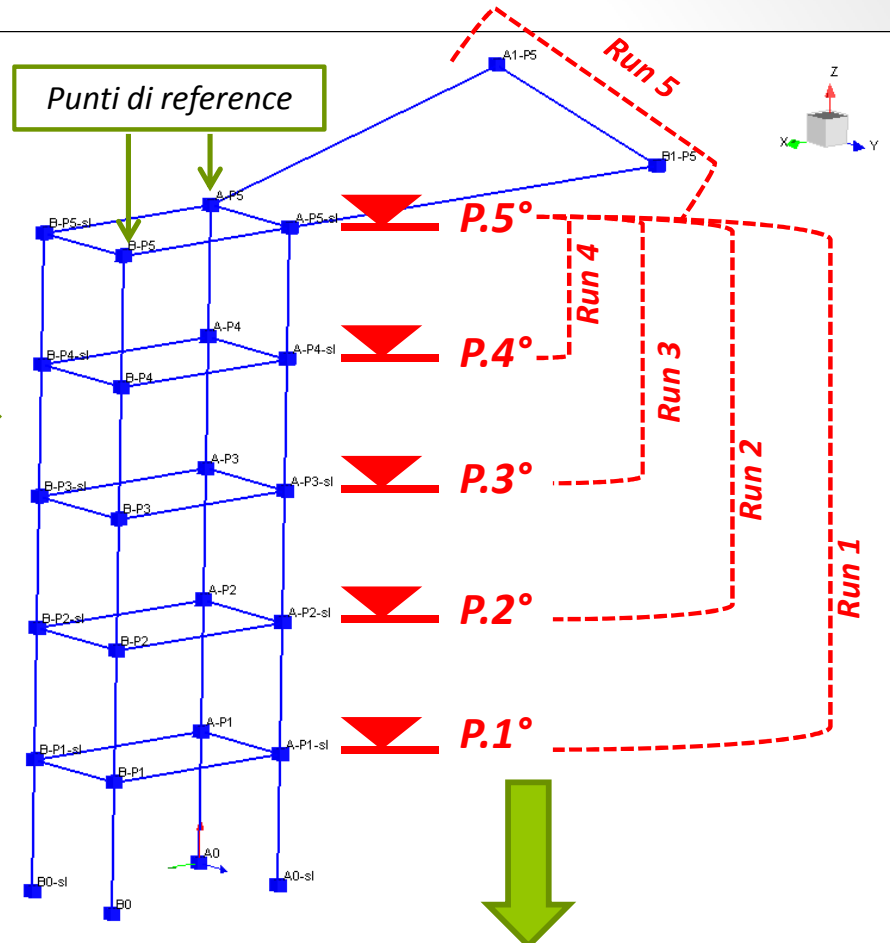 A1-P5
Run 5
Z
X
Y
Punti di reference
B1-P5
A-P5
B-P5-sl
A-P5-sl
B-P5
P.5°
Run 4
A-P4
B-P4-sl
A-P4-sl
B-P4
P.4°
Run 3
A-P3
B-P3-sl
A-P3-sl
B-P3
P.3°
Run 2
Run 1
A-P2
B-P2-sl
A-P2-sl
B-P2
P.2°
A-P1
B-P1-sl
A-P1-sl
B-P1
P.1°
A0
B0-sl
A0-sl
B0